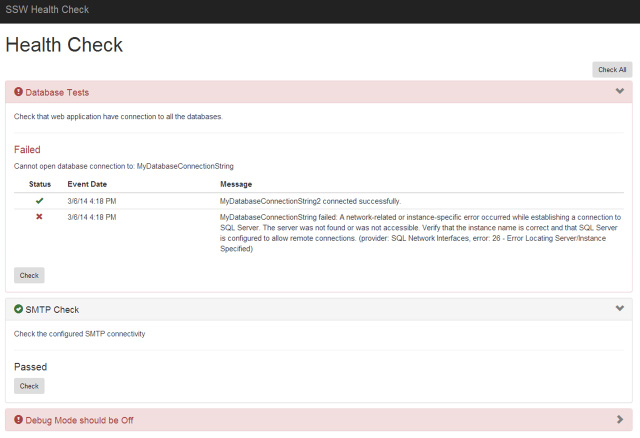 SSW Health Check
Health Check
Check All
Database Tests
Check that web application have connection to all the databases.
Failed
Cannot open database connection to: MyDatabaseConnectionString
Status Event Date Message
3/6/14 4:18 PM MyDatabaseConnectionString2 connected successfully.
3/6/14 4:18 PM MyDatabaseConnectionString failed: A network-related or instance-specific error occurred while establishing a connection to
SQL Server. The server was not found or was not accessible. Verify that the instance name is correct and that SQL Server
is configured to allow remote connections. (provider: SQL Network Interfaces, error: 26 - Error Locating Server/Instance
Specified)
Check
SMTP Check
Check the configured SMTP connectivity
Passed
Check
Debug Mode should be Off